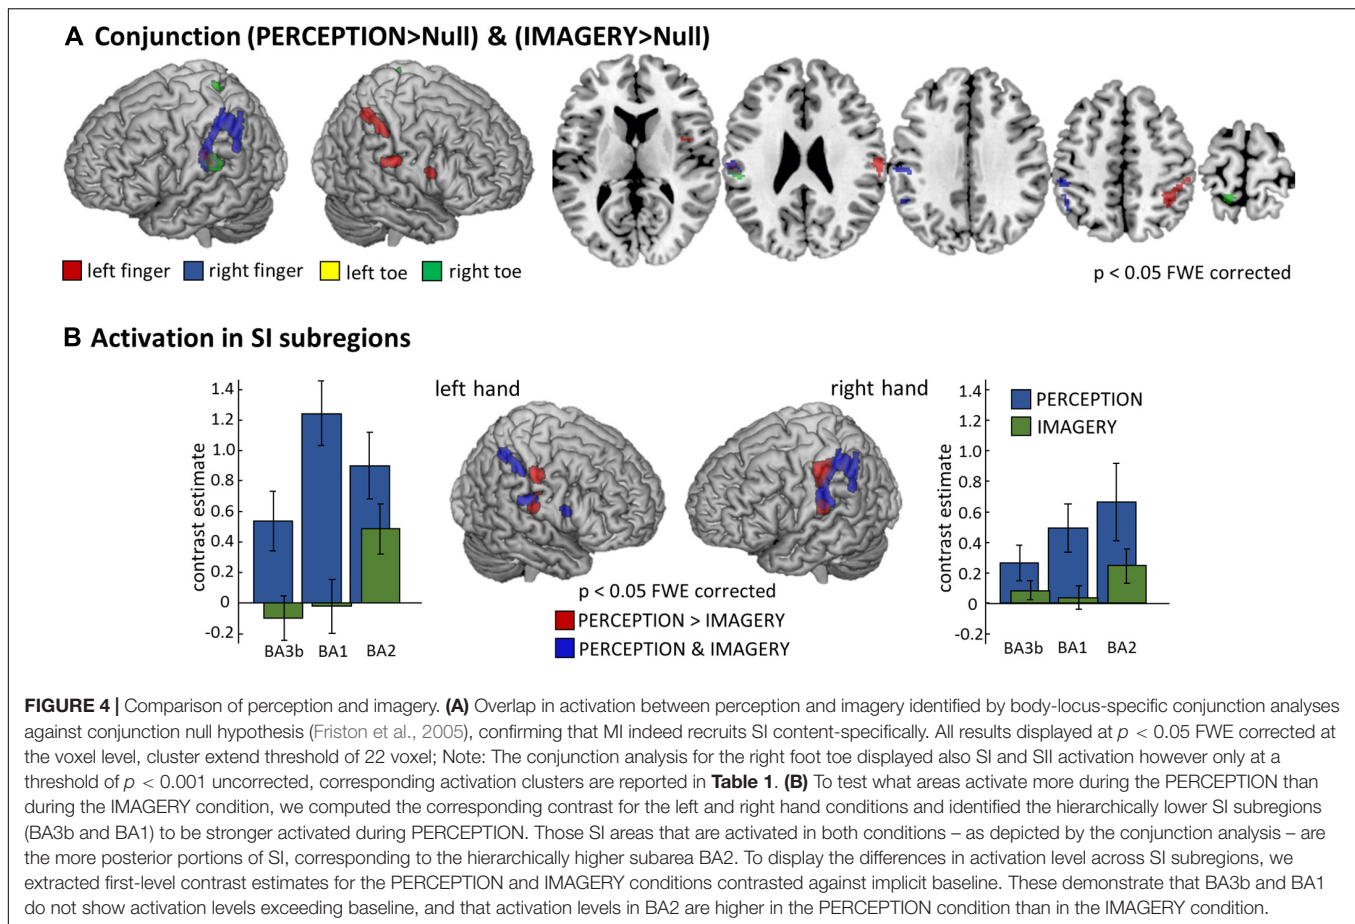 A Conjunction (PERCEPTION>Null) & (IMAGERY>Null)
left finger right finger left toe right toe
p < 0.05 FWE corrected
B Activation in SI subregions
contrast estimate
1.4
1.2
1.0
0.8
0.6
0.4
0.2
0
-0.2
BA3b BA1 BA2
left hand
right hand
p < 0.05 FWE corrected
PERCEPTION > IMAGERY
PERCEPTION & IMAGERY
contrast estimate
1.4
1.2
1.0
0.8
0.6
0.4
0.2
0
-0.2
BA3b BA1 BA2
PERCEPTION
IMAGERY
FIGURE 4 | Comparison of perception and imagery. (A) Overlap in activation between perception and imagery identified by body-locus-specific conjunction analyses
against conjunction null hypothesis (Friston et al., 2005), confirming that MI indeed recruits SI content-specifically. All results displayed at p < 0.05 FWE corrected at
the voxel level, cluster extend threshold of 22 voxel; Note: The conjunction analysis for the right foot toe displayed also SI and SII activation however only at a
threshold of p < 0.001 uncorrected, corresponding activation clusters are reported in Table 1. (B) To test what areas activate more during the PERCEPTION than
during the IMAGERY condition, we computed the corresponding contrast for the left and right hand conditions and identified the hierarchically lower SI subregions
(BA3b and BA1) to be stronger activated during PERCEPTION. Those SI areas that are activated in both conditions – as depicted by the conjunction analysis – are
the more posterior portions of SI, corresponding to the hierarchically higher subarea BA2. To display the differences in activation level across SI subregions, we
extracted first-level contrast estimates for the PERCEPTION and IMAGERY conditions contrasted against implicit baseline. These demonstrate that BA3b and BA1
do not show activation levels exceeding baseline, and that activation levels in BA2 are higher in the PERCEPTION condition than in the IMAGERY condition.